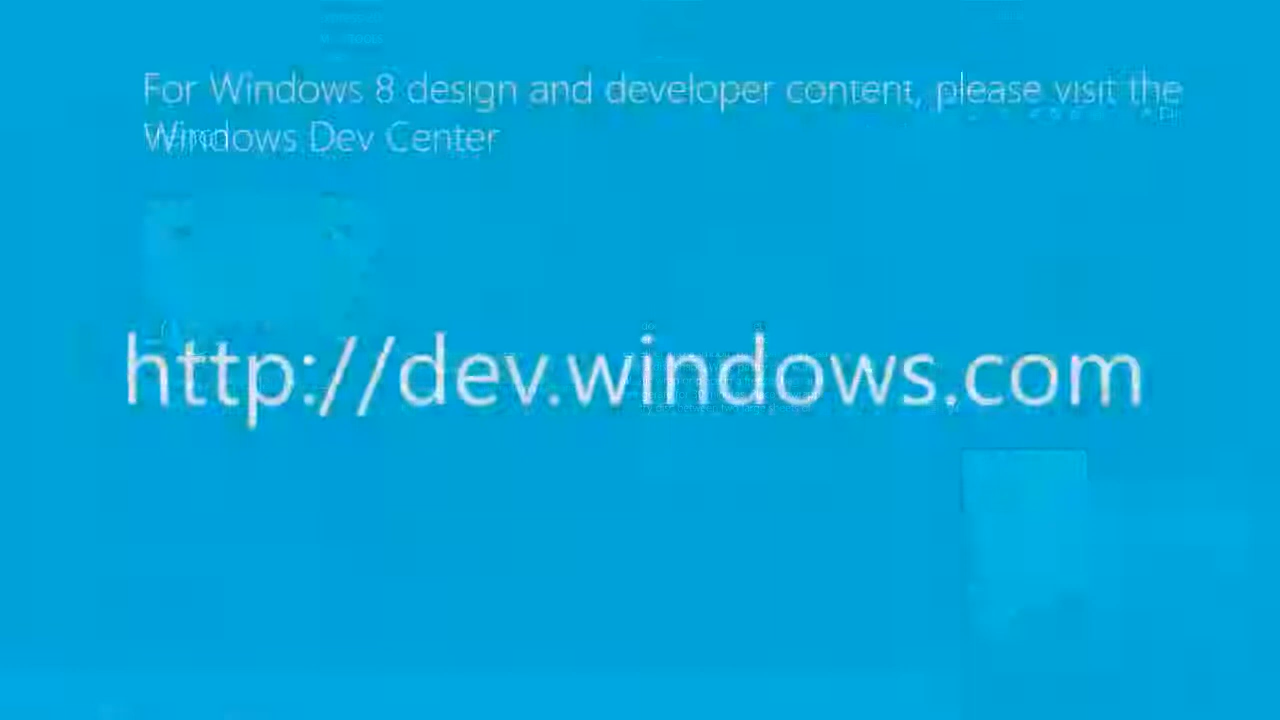 For Windows 8 design and developer content, please visit the
Windows Dev Center
http://dev.windows.com